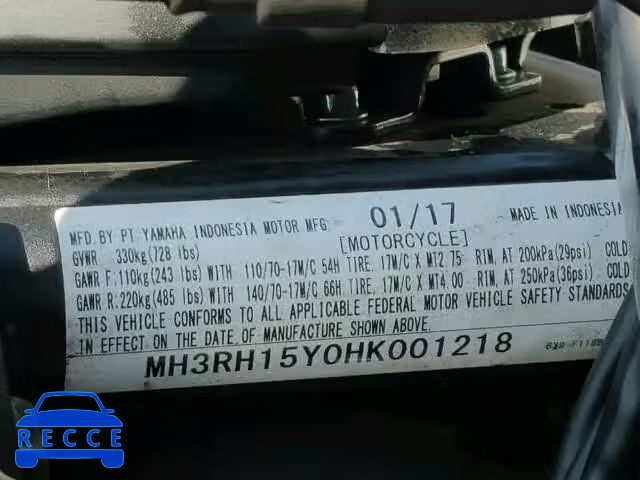 MFD. BY PT YAMAHA INDONESIA MOTOR MFG 01/17 MADE IN INDONESIA
GVWR 330kg(728 lbs) [MOTORCYCLE]
GAWR F:110kg(243 lbs)WITH 110/70-17M/C 54H TIRE, 17M/C X MT2.75 RIM, AT 200kPa(29psi) COLD
GAWR R:220kg(485 lbs)WITH 140/70-17M/C 66H TIRE, 17M/C X MT4.00 RIM, AT 250kPa(36psi) COLD
THIS VEHICLE CONFORMS TO ALL APPLICABLE FEDERAL MOTOR VEHICLE SAFETY STANDARDS
IN EFFECT ON THE DATE OF MANUFACTURE SHOWN ABOVE.
MH3RH15Y0HK001218
RECCE